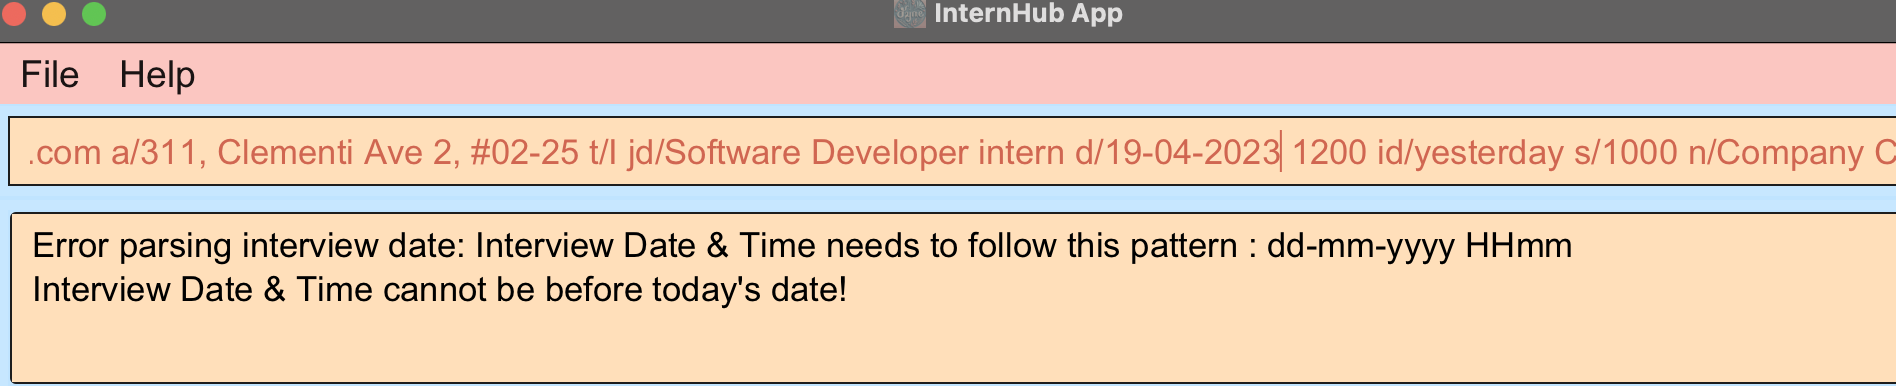 InternHub App
File Help
.com a/311, Clementi Ave 2, #02-25 t/I jd/Software Developer intern d/19-04-2023 1200 id/yesterday s/1000 n/Company C
Error parsing interview date: Interview Date & Time needs to follow this pattern : dd-mm-yyyy HHmm
Interview Date & Time cannot be before today's date!